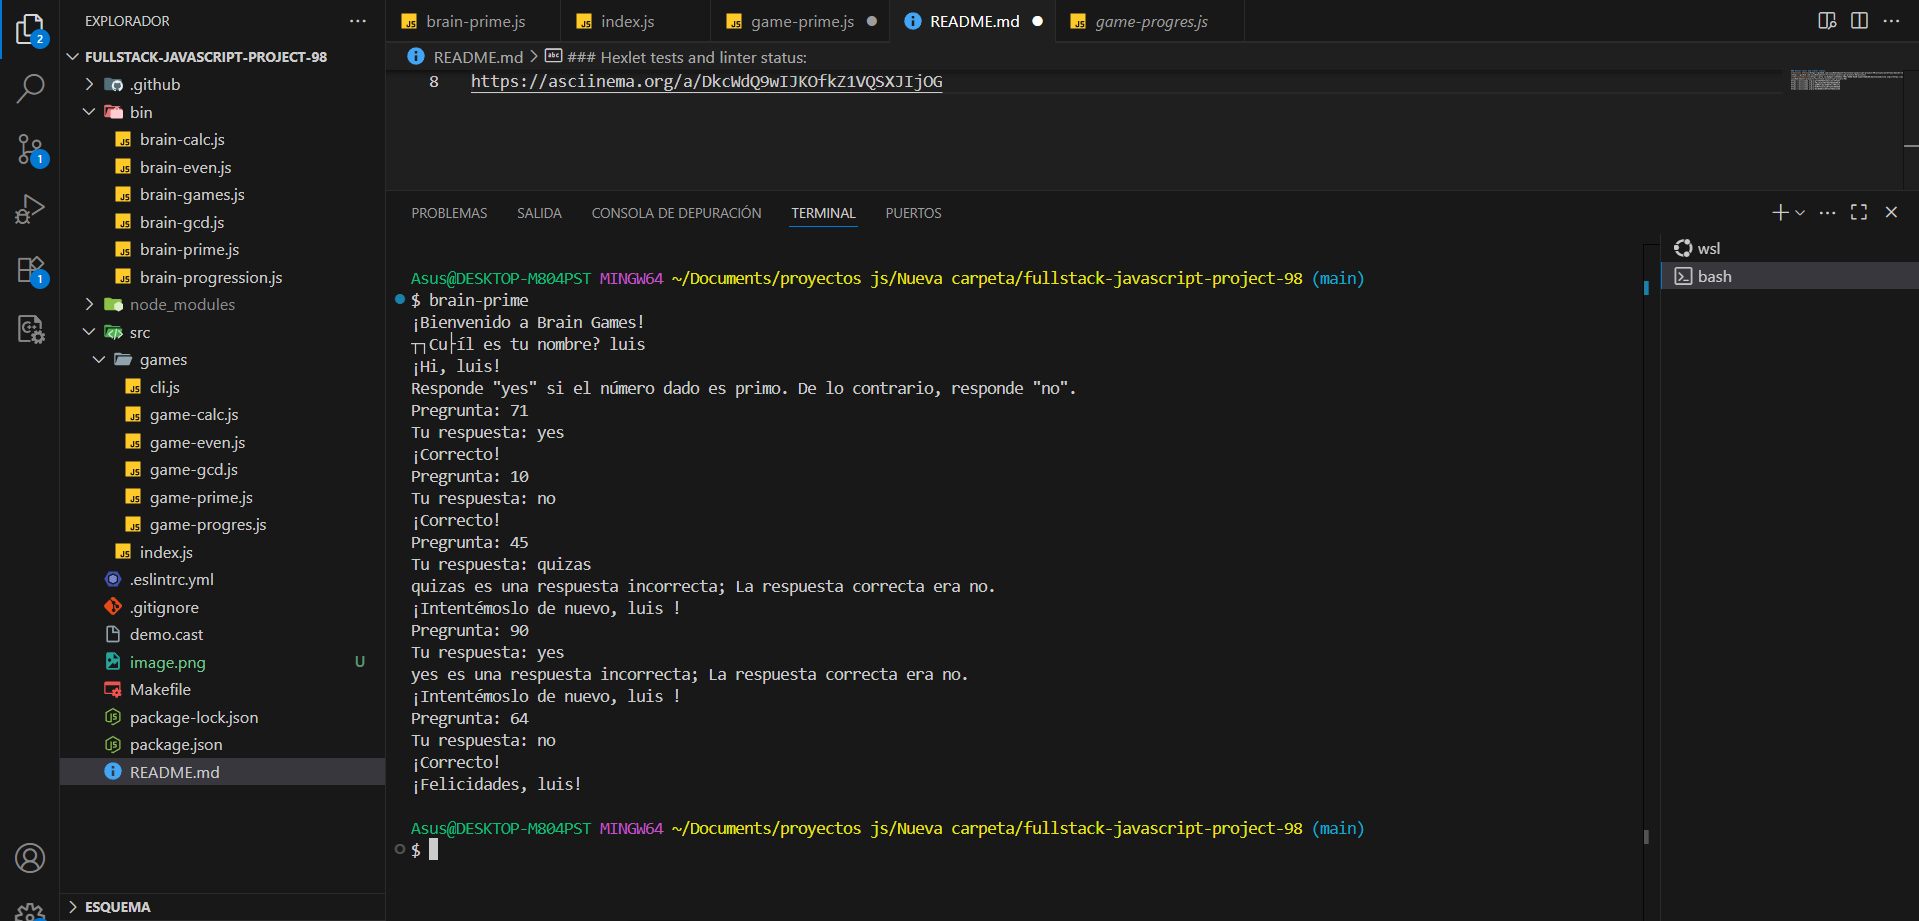 EXPLORADOR
FULLSTACK-JAVASCRIPT-PROJECT-98
.github
bin
brain-calc.js
brain-even.js
brain-games.js
brain-gcd.js
brain-prime.js
brain-progression.js
node_modules
src
games
cli.js
game-calc.js
game-even.js
game-gcd.js
game-prime.js
game-progres.js
index.js
.eslintrc.yml
.gitignore
demo.cast
image.png U
Makefile
package-lock.json
package.json
README.md
ESQUEMA
2
1
1
brain-prime.js index.js game-prime.js README.md game-progres.js
README.md > ### Hexlet tests and linter status:
8 https://asciinema.org/a/DkcWdQ9wIJKOfkZ1VQSXJIjOG
PROBLEMAS SALIDA CONSOLA DE DEPURACIÓN TERMINAL PUERTOS
wsl
bash
Asus@DESKTOP-M804PST MINGW64 ~/Documents/proyectos js/Nueva carpeta/fullstack-javascript-project-98 (main)
$ brain-prime
¡Bienvenido a Brain Games!
┬┐Cu├íl es tu nombre? luis
¡Hi, luis!
Responde "yes" si el número dado es primo. De lo contrario, responde "no".
Pregrunta: 71
Tu respuesta: yes
¡Correcto!
Pregrunta: 10
Tu respuesta: no
¡Correcto!
Pregrunta: 45
Tu respuesta: quizas
quizas es una respuesta incorrecta; La respuesta correcta era no.
¡Intentémoslo de nuevo, luis !
Pregrunta: 90
Tu respuesta: yes
yes es una respuesta incorrecta; La respuesta correcta era no.
¡Intentémoslo de nuevo, luis !
Pregrunta: 64
Tu respuesta: no
¡Correcto!
¡Felicidades, luis!
Asus@DESKTOP-M804PST MINGW64 ~/Documents/proyectos js/Nueva carpeta/fullstack-javascript-project-98 (main)
$